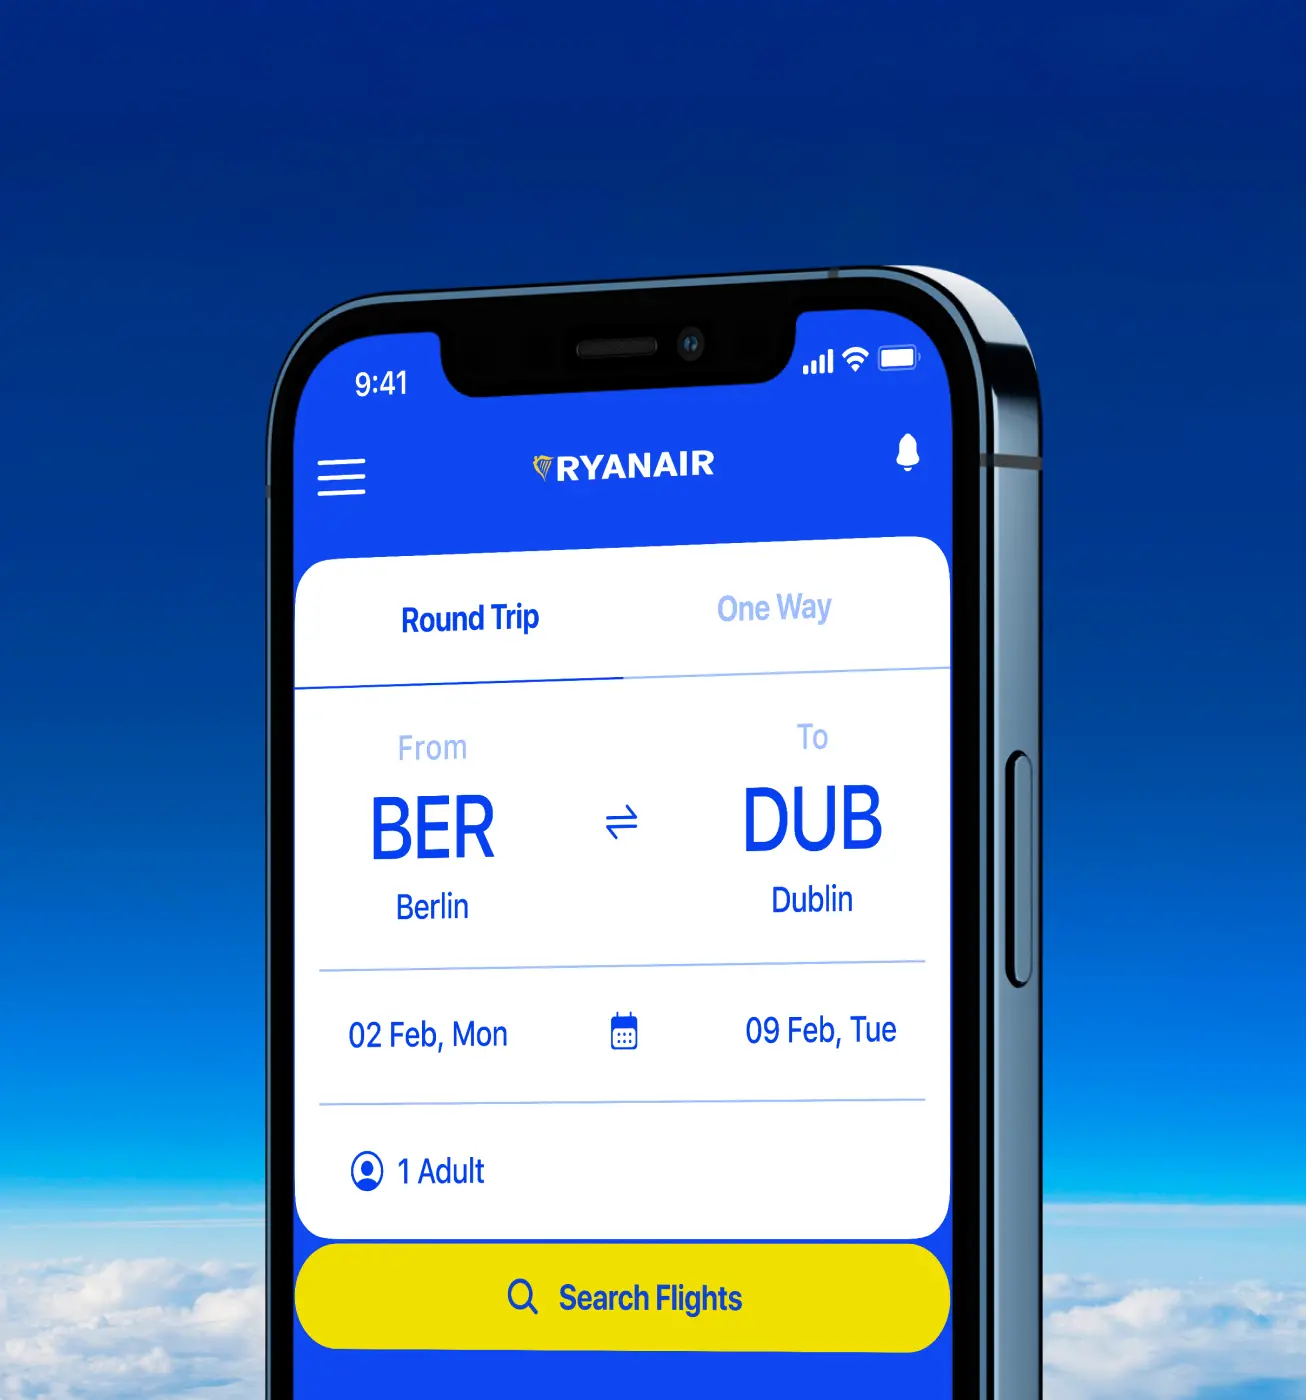 9:41
RYANAIR
Round Trip One Way
From To
BER DUB
Berlin Dublin
02 Feb, Mon 09 Feb, Tue
1 Adult
Search Flights